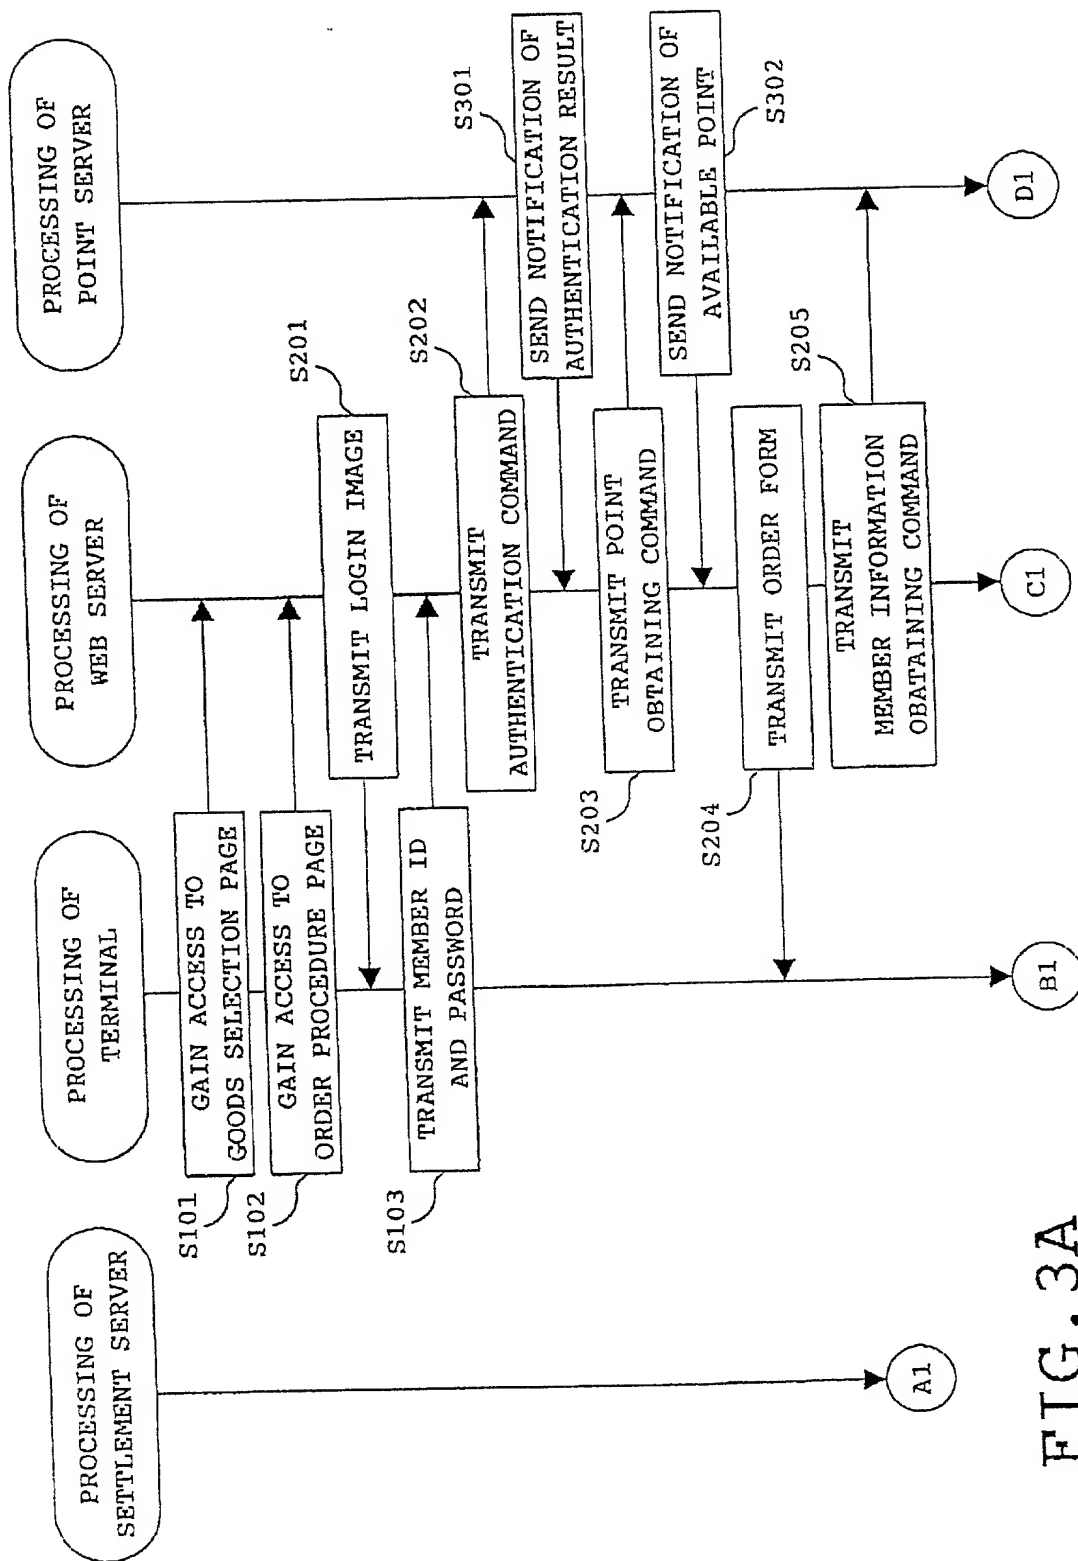 PROCESSING OF
SETTLEMENT SERVER
A1
PROCESSING OF
TERMINAL
GAIN ACCESS TO
GOODS SELECTION PAGE
S101
GAIN ACCESS TO
ORDER PROCEDURE PAGE
S102
TRANSMIT MEMBER ID
AND PASSWORD
S103
B1
PROCESSING OF
WEB SERVER
TRANSMIT LOGIN IMAGE
S201
TRANSMIT
AUTHENTICATION COMMAND
S202
TRANSMIT POINT
OBTAINING COMMAND
S203
TRANSMIT ORDER FORM
S204
TRANSMIT
MEMBER INFORMATION
OBATAINING COMMAND
S205
C1
PROCESSING OF
POINT SERVER
SEND NOTIFICATION OF
AUTHENTICATION RESULT
S301
SEND NOTIFICATION OF
AVAILABLE POINT
S302
D1
FIG.3A